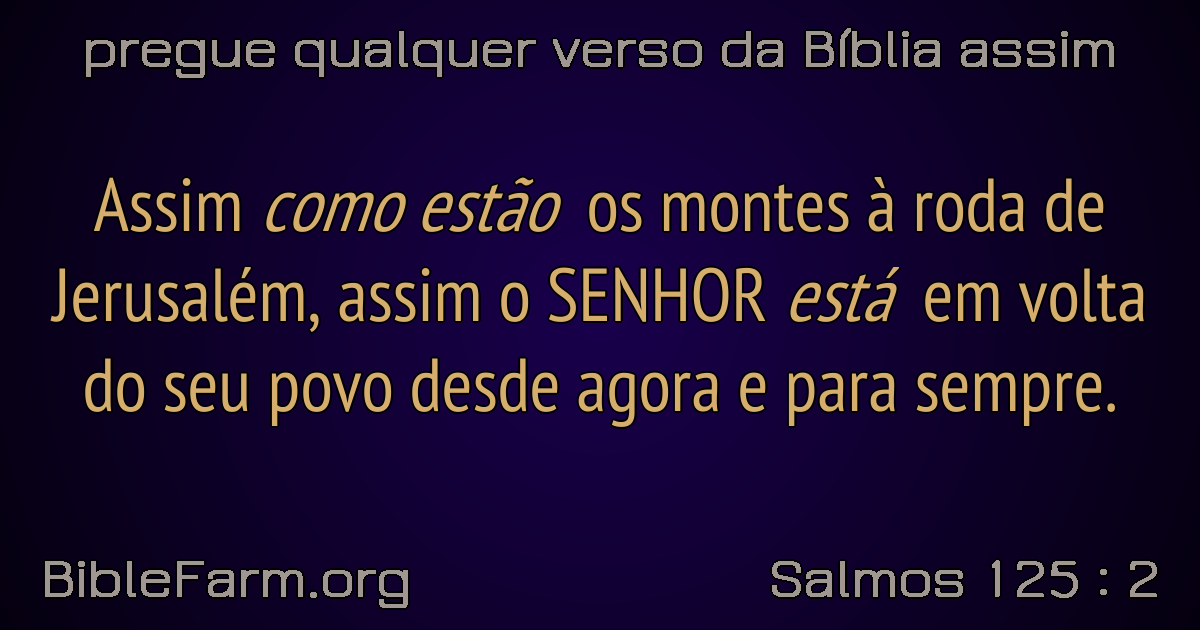 pregue qualquer verso da Bíblia assim
Assim como estão os montes à roda de
Jerusalém, assim o SENHOR está em volta
do seu povo desde agora e para sempre.
BibleFarm.org
Salmos 125 : 2